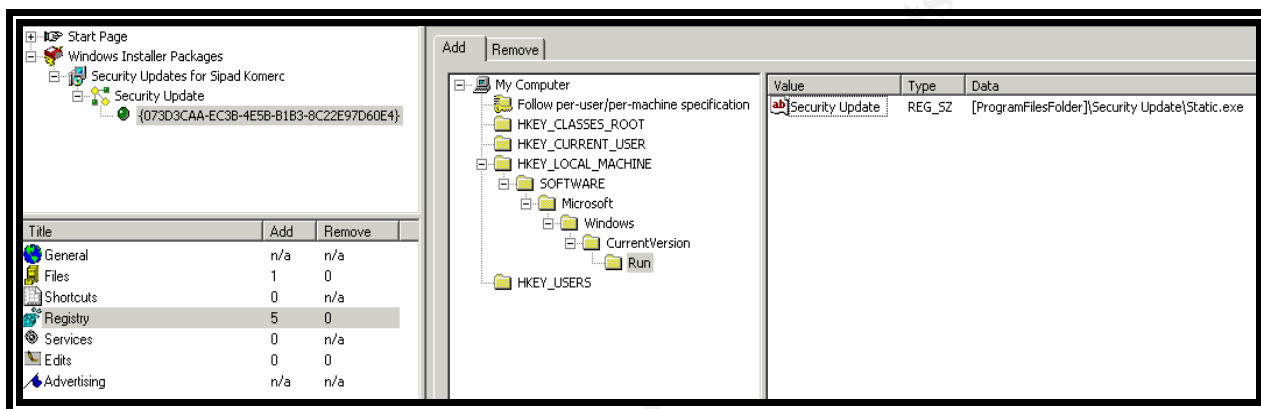 Start Page
Windows Installer Packages
Security Updates for Sipad Komerc
Security Update
{073D3CAA-EC3B-4E5B-B1B3-8C22E97D60E4}
Title Add Remove
General n/a n/a
Files 1 0
Shortcuts 0 n/a
Registry 5 0
Services 0 n/a
Edits 0 0
Advertising n/a n/a
Add Remove
My Computer
Follow per-user/per-machine specification
HKEY_CLASSES_ROOT
HKEY_CURRENT_USER
HKEY_LOCAL_MACHINE
SOFTWARE
Microsoft
Windows
CurrentVersion
Run
HKEY_USERS
Value Type Data
ab Security Update REG_SZ [ProgramFilesFolder]\Security Update\Static.exe